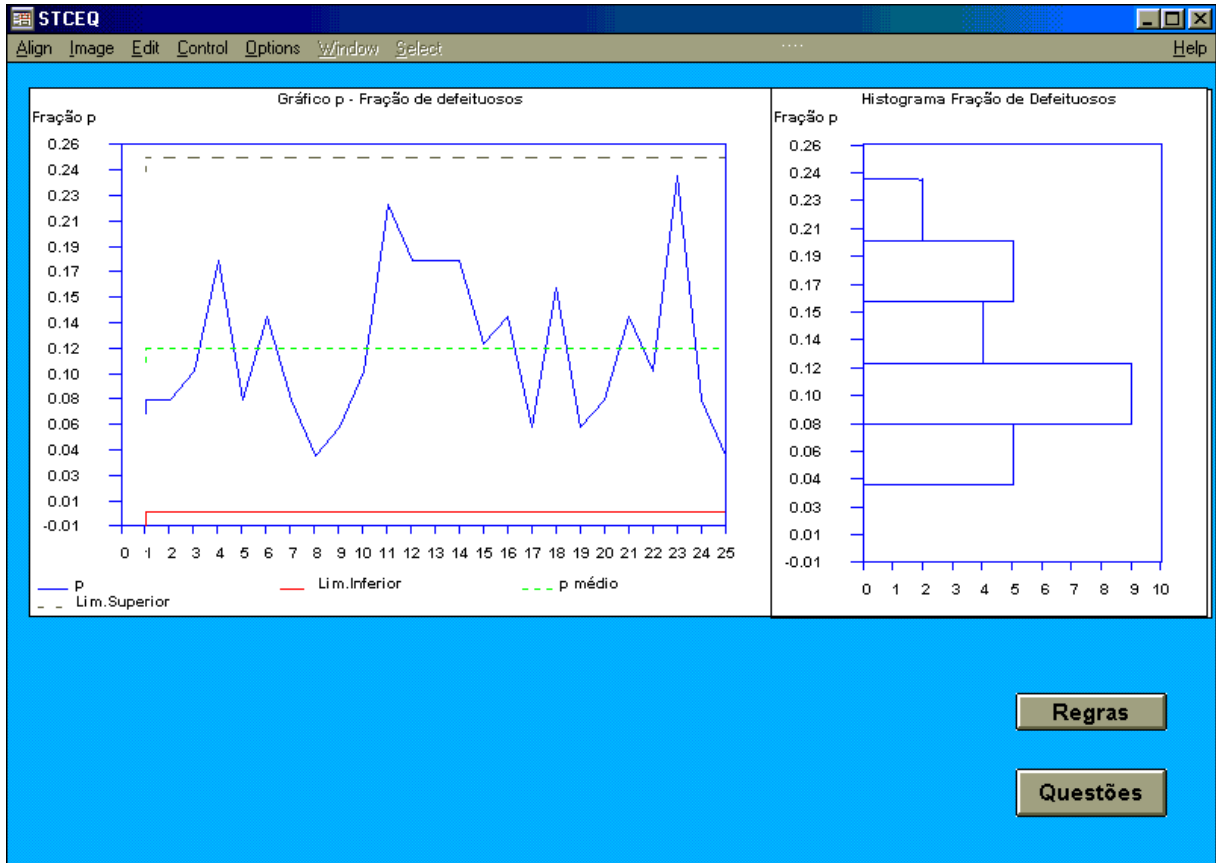 STCEQ
Align Image Edit Control Options Window Select Help
Gráfico p - Fração de defeituosos
Fração p
0.26
0.24
0.23
0.21
0.19
0.17
0.15
0.14
0.12
0.10
0.08
0.06
0.04
0.03
0.01
-0.01
0 1 2 3 4 5 6 7 8 9 10 11 12 13 14 15 16 17 18 19 20 21 22 23 24 25
p Lim.Inferior p médio
Lim.Superior
Histograma Fração de Defeituosos
Fração p
0.26
0.24
0.23
0.21
0.19
0.17
0.15
0.14
0.12
0.10
0.08
0.06
0.04
0.03
0.01
-0.01
0 1 2 3 4 5 6 7 8 9 10
Regras
Questões